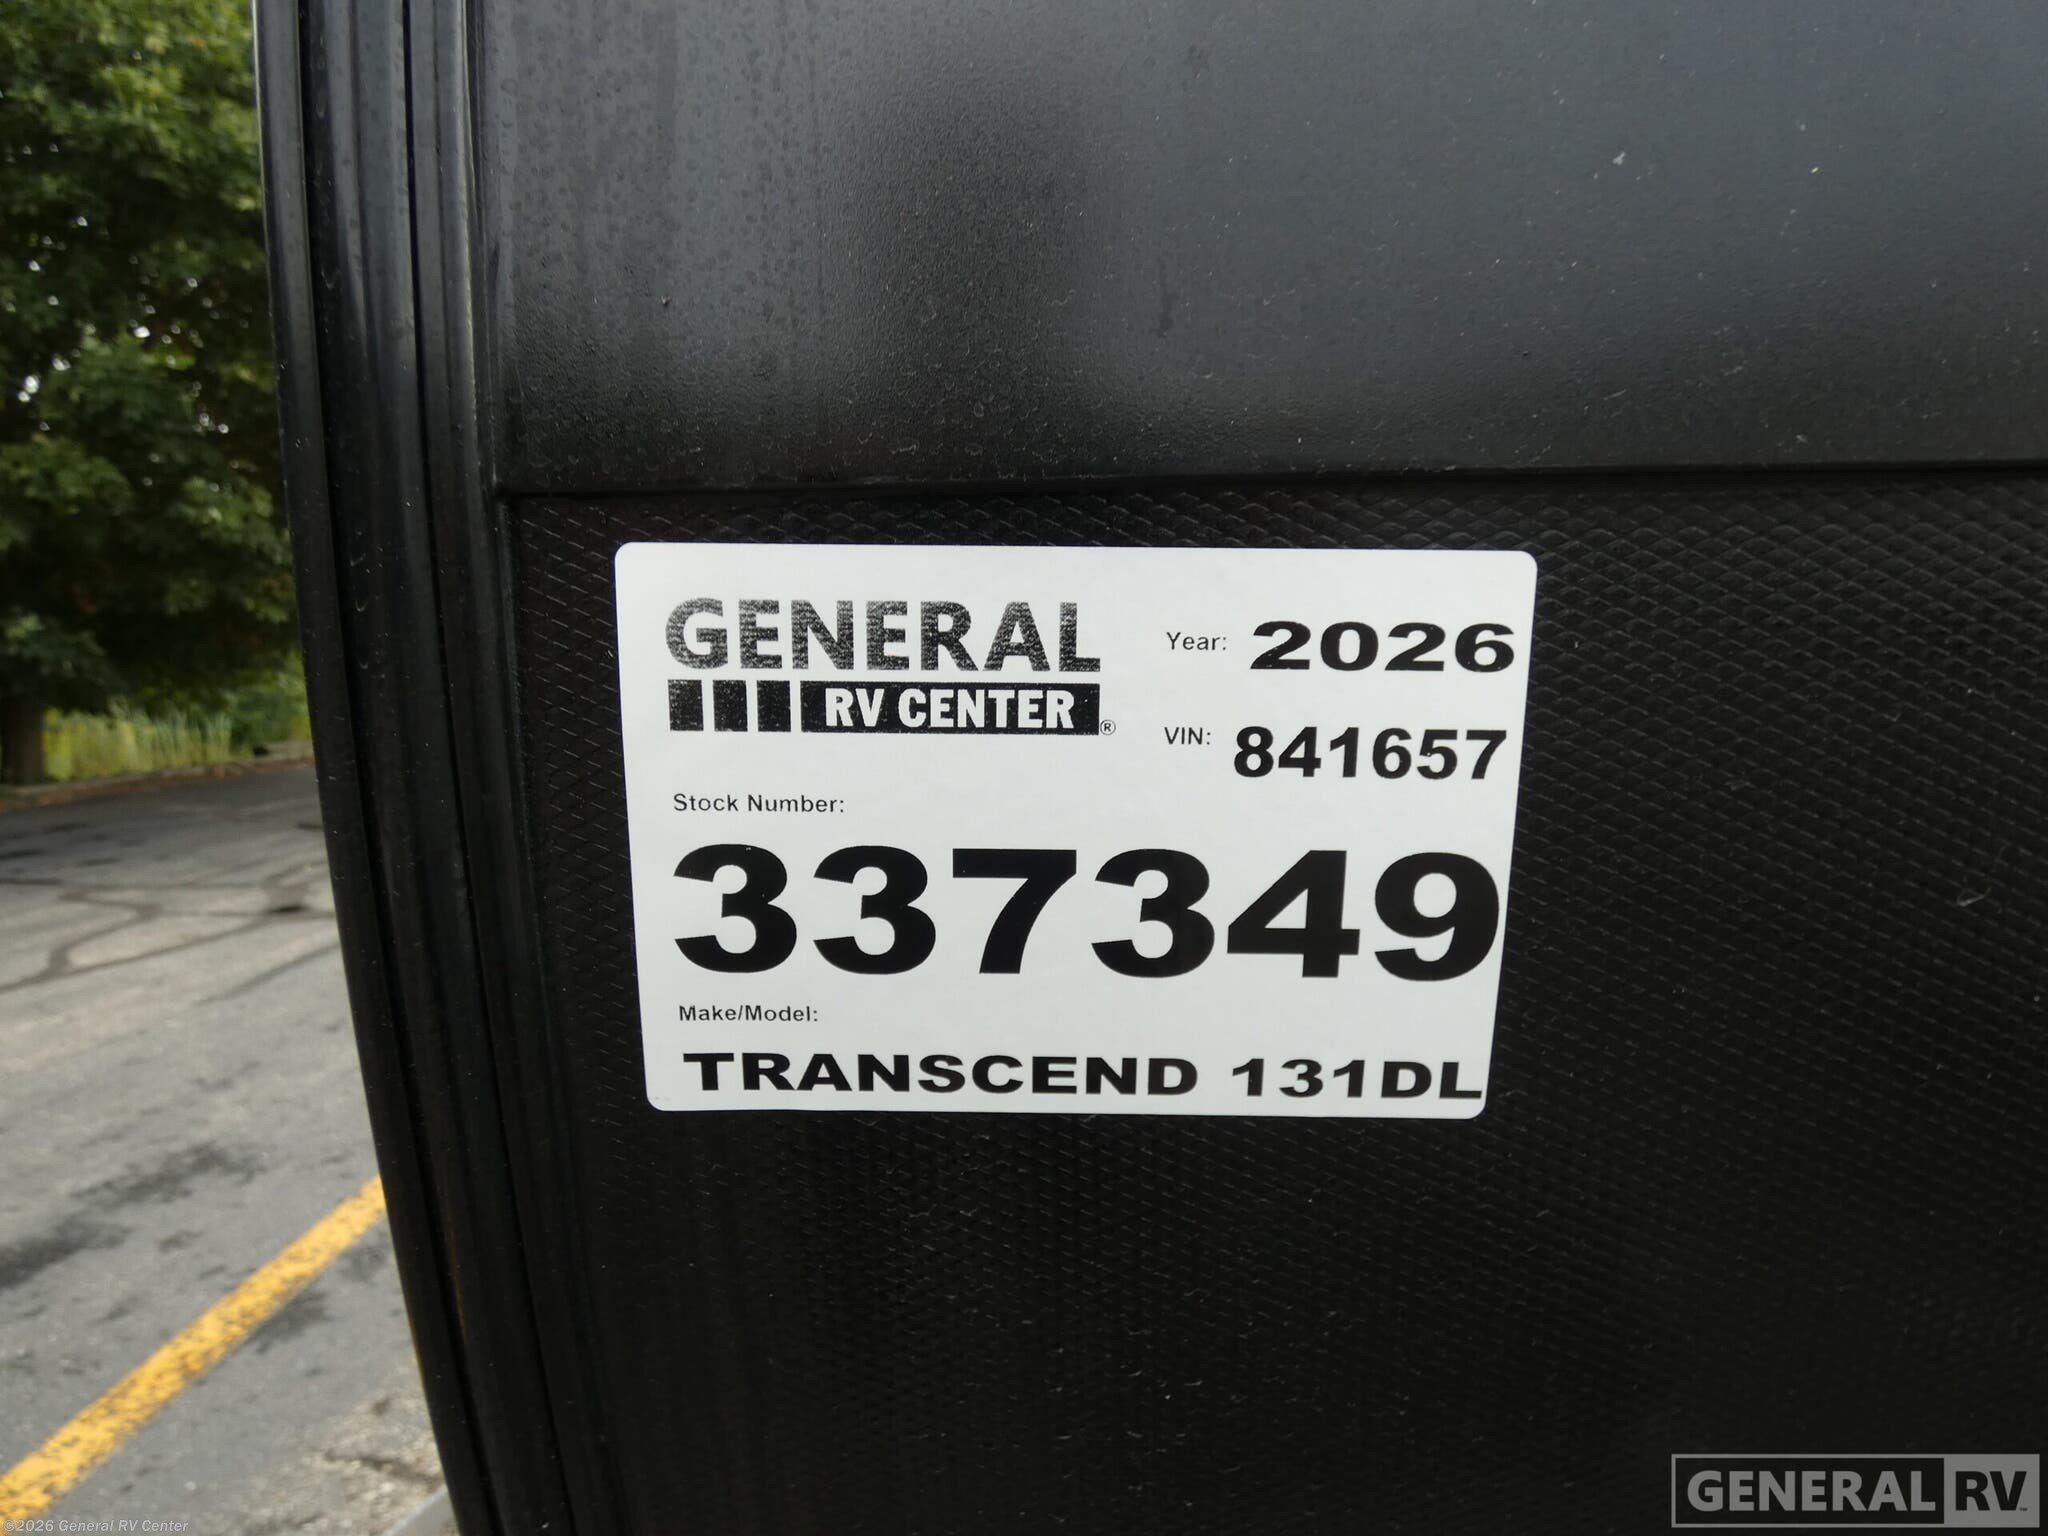 GENERAL
RV CENTER®
Year: 2026
VIN: 841657
Stock Number:
337349
Make/Model:
TRANSCEND 131DL
GENERAL RV™
©2026 General RV Center